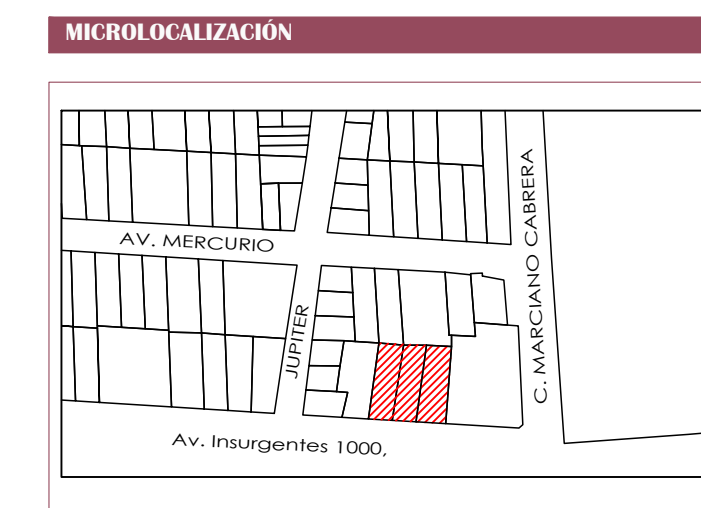 MICROLOCALIZACIÓN
AV. MERCURIO
C. MARCIANO CABRERA
JUPITER
Av. Insurgentes 1000,